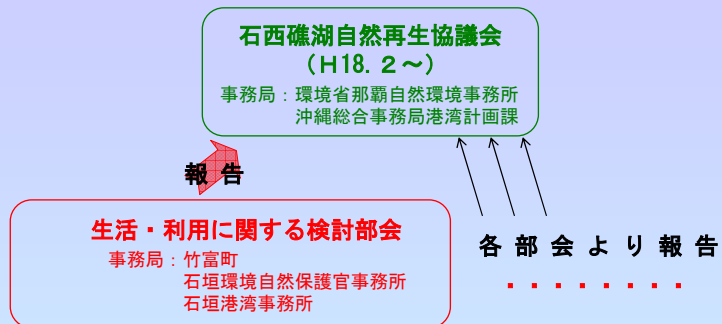 石西礁湖自然再生協議会
（Ｈ18．２～）
事務局：環境省那覇自然環境事務所
沖縄総合事務局港湾計画課
報告
生活・利用に関する検討部会
事務局：竹富町
石垣環境自然保護官事務所
石垣港湾事務所
各部会より報告
・・・・・・・・